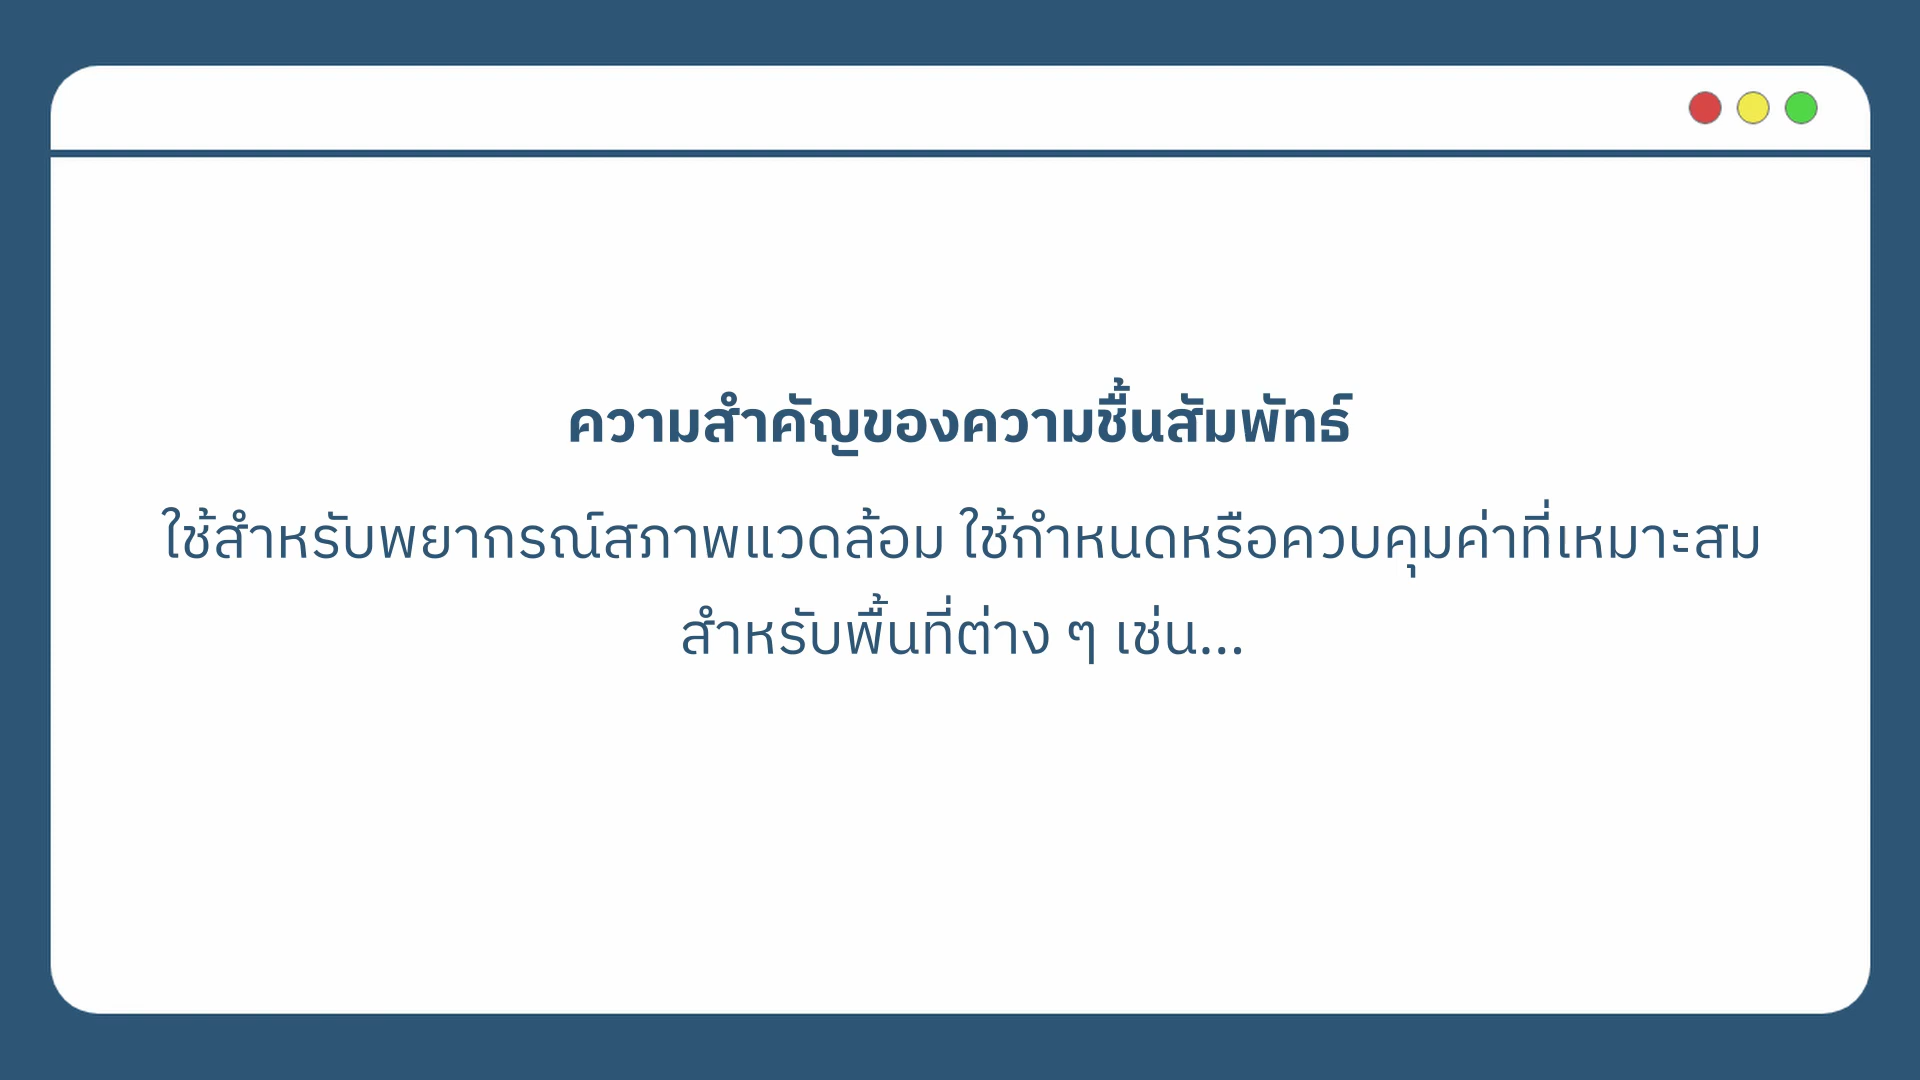 ความสำคัญของความชื้นสัมพัทธ์
ใช้สำหรับพยากรณ์สภาพแวดล้อม ใช้กำหนดหรือควบคุมค่าที่เหมาะสม
สำหรับพื้นที่ต่าง ๆ เช่น...